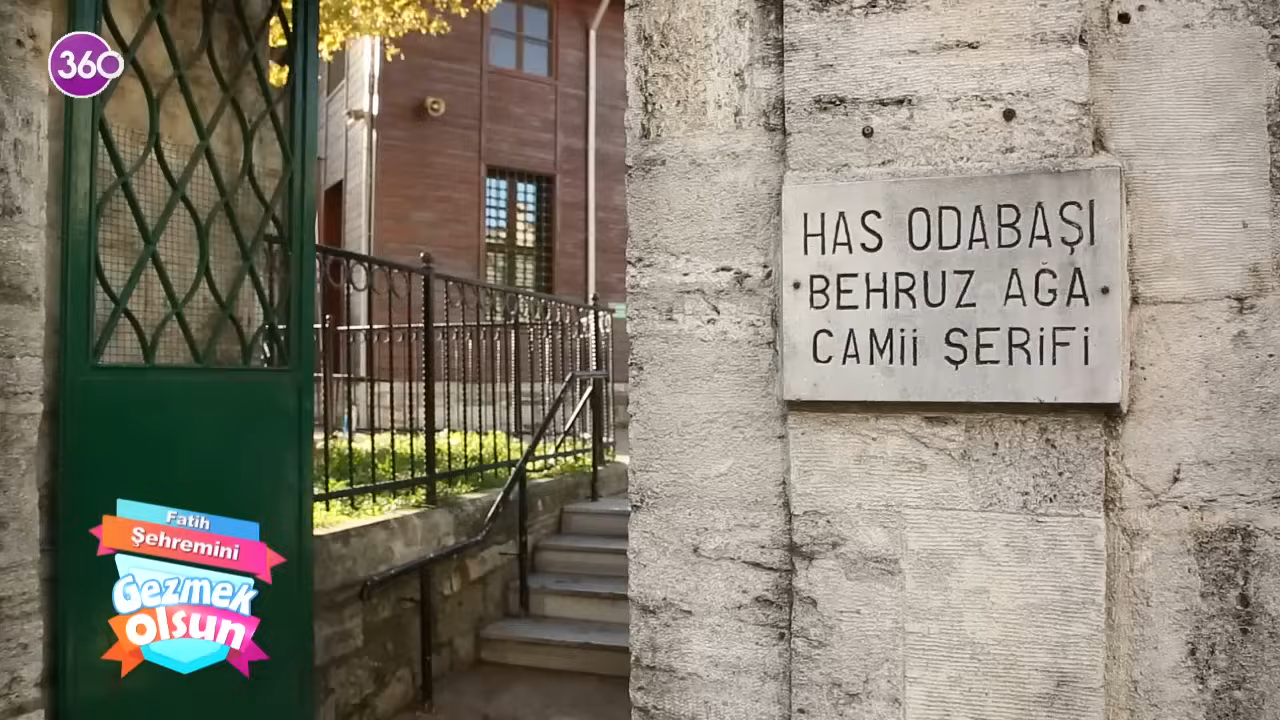 360
HAS ODABAŞI
BEHRUZ AĞA
CAMİİ ŞERİFİ
Fatih
Şehremini
Gezmek
olsun